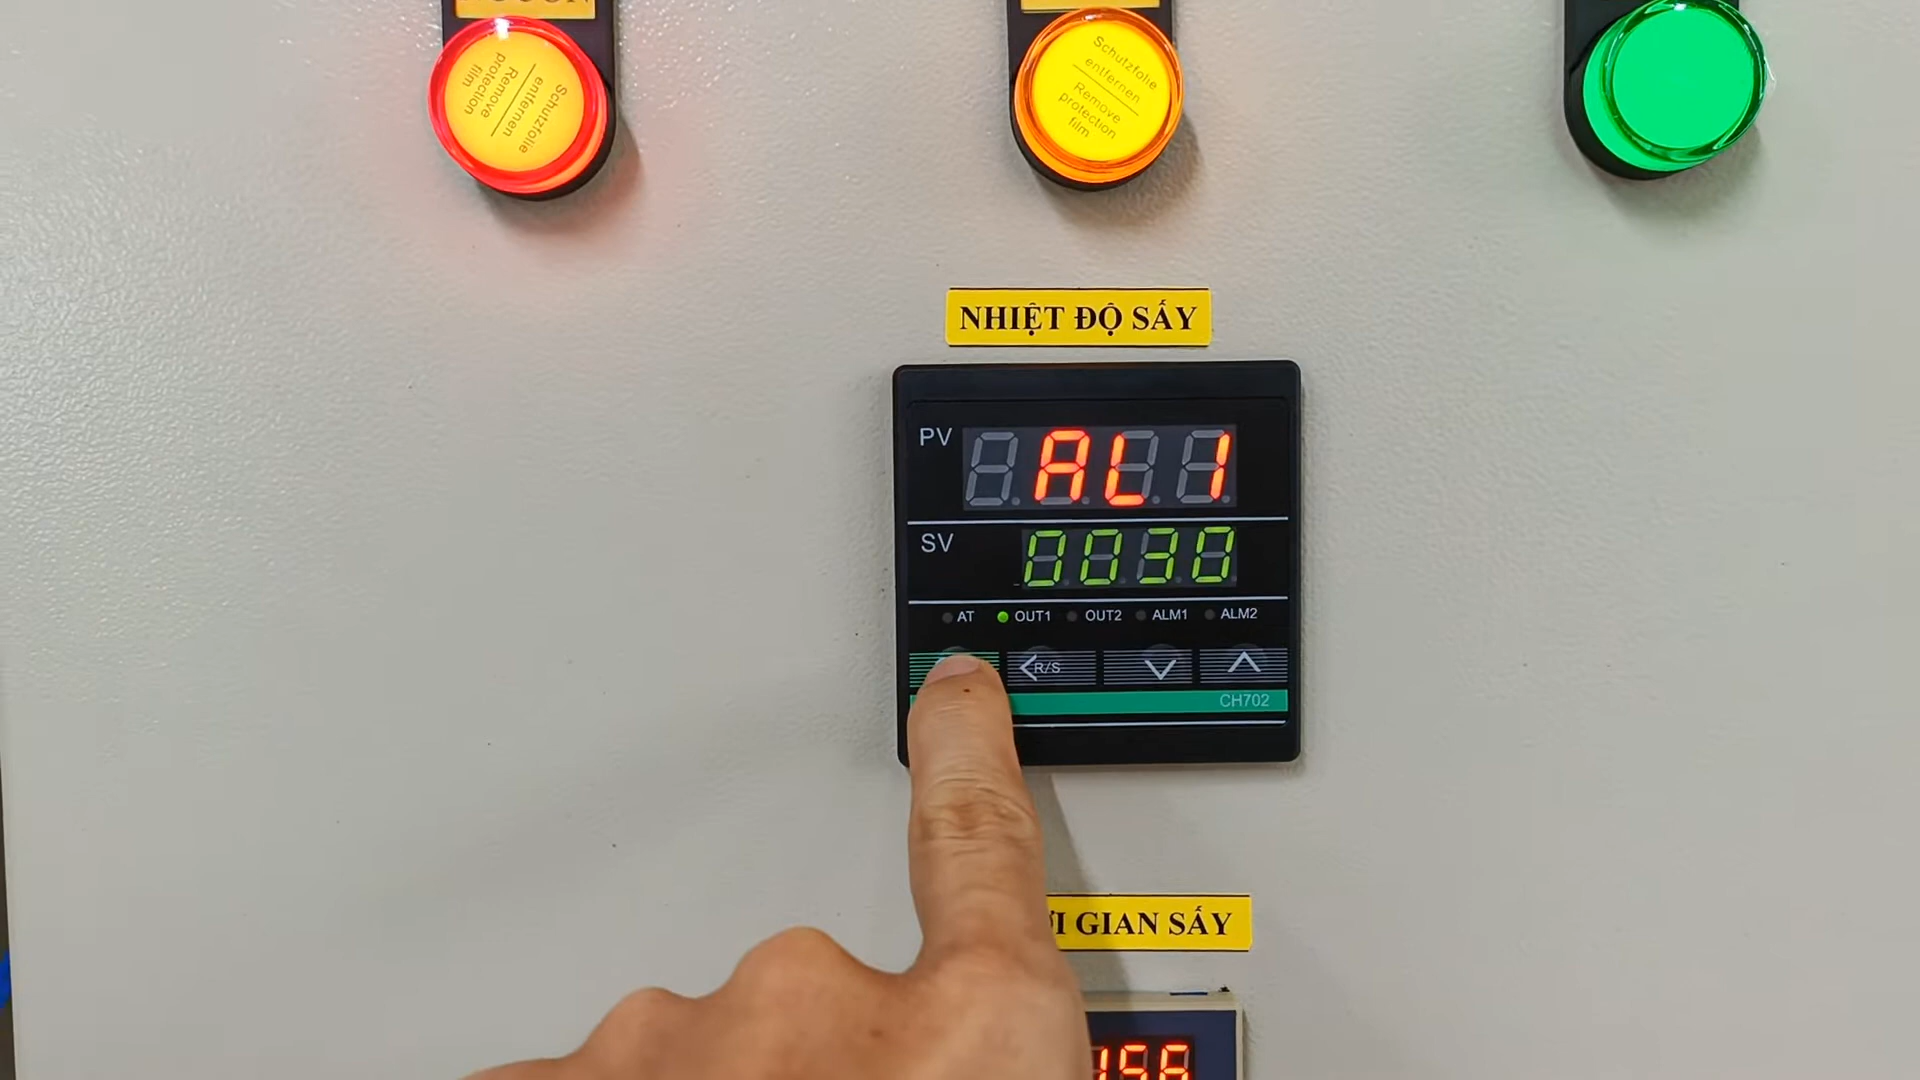 Schutzfolie
entfernen
Remove
protection
film
Schutzfolie
entfernen
Remove
protection
film
NHIỆT ĐỘ SẤY
PV
AL1
SV
0030
AT OUT1 OUT2 ALM1 ALM2
R/S
CH702
GIAN SẤY
156